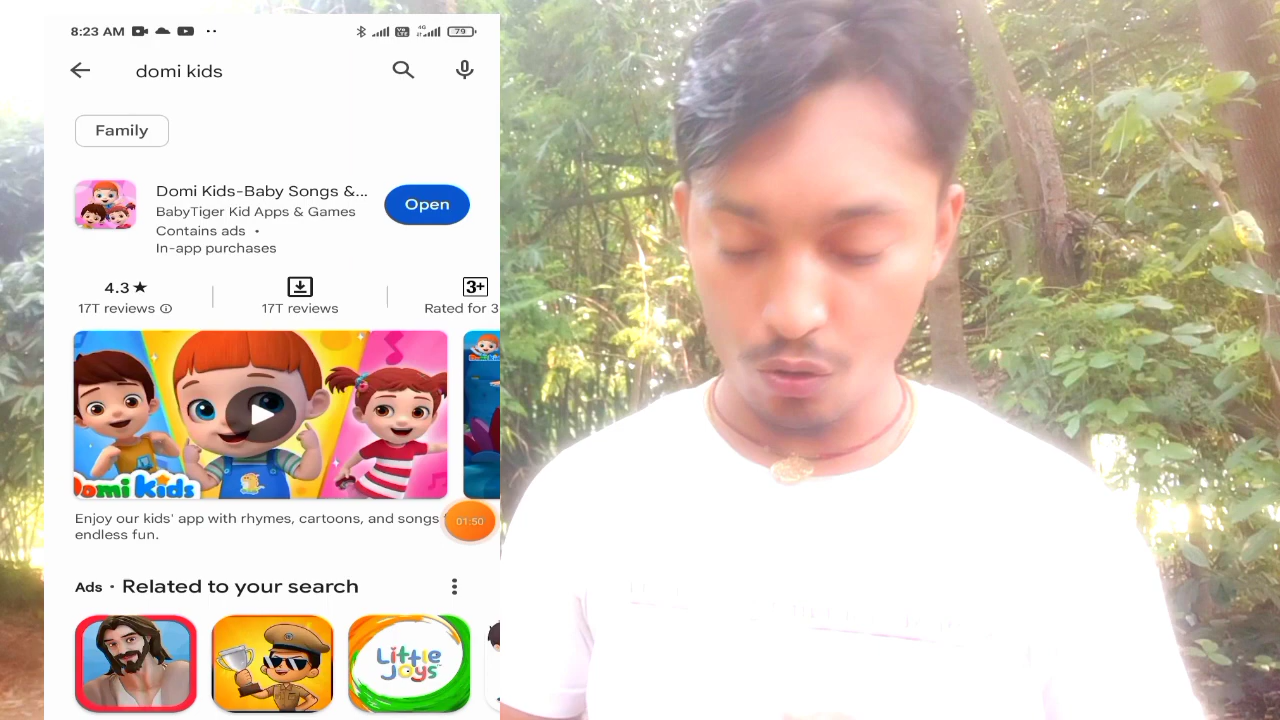 8:23 AM
4G
79
domi kids
Family
Domi Kids-Baby Songs &...
BabyTiger Kid Apps & Games
Open
Contains ads •
In-app purchases
4.3★
3+
17T reviews
17T reviews
Rated for 3
Domi Kids
Enjoy our kids' app with rhymes, cartoons, and songs
01:50
endless fun.
Ads · Related to your search
Little
Joys